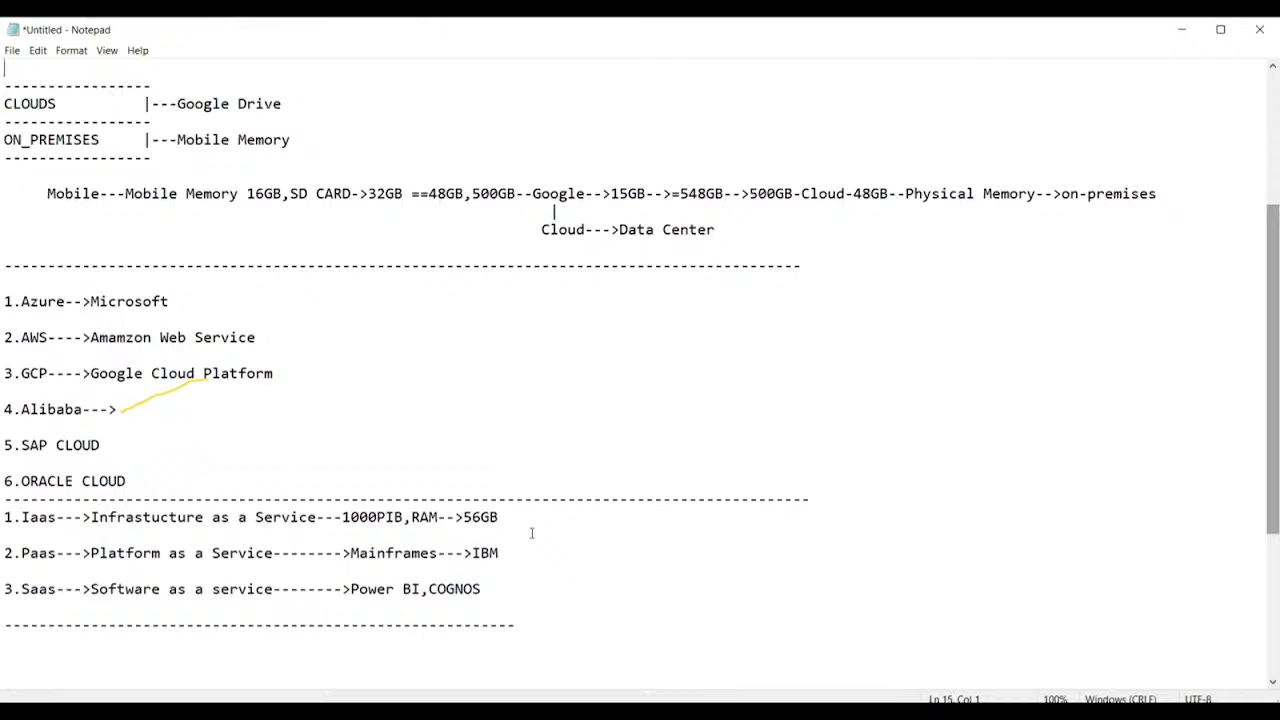 *Untitled - Notepad
File Edit Format View Help
-----------------
CLOUDS |---Google Drive
-----------------
ON_PREMISES |---Mobile Memory
-----------------
Mobile---Mobile Memory 16GB,SD CARD->32GB ==48GB,500GB--Google-->15GB-->=548GB-->500GB-Cloud-48GB--Physical Memory-->on-premises
|
Cloud--->Data Center
--------------------------------------------------------------------------------------------
1.Azure-->Microsoft
2.AWS---->Amamzon Web Service
3.GCP---->Google Cloud Platform
4.Alibaba--->
5.SAP CLOUD
6.ORACLE CLOUD
---------------------------------------------------------------------------------------------
1.Iaas--->Infrastucture as a Service---1000PIB,RAM-->56GB
2.Paas--->Platform as a Service-------->Mainframes--->IBM
3.Saas--->Software as a service-------->Power BI,COGNOS
-----------------------------------------------------------
Ln 15, Col 1 100% Windows (CRLF) UTF-8